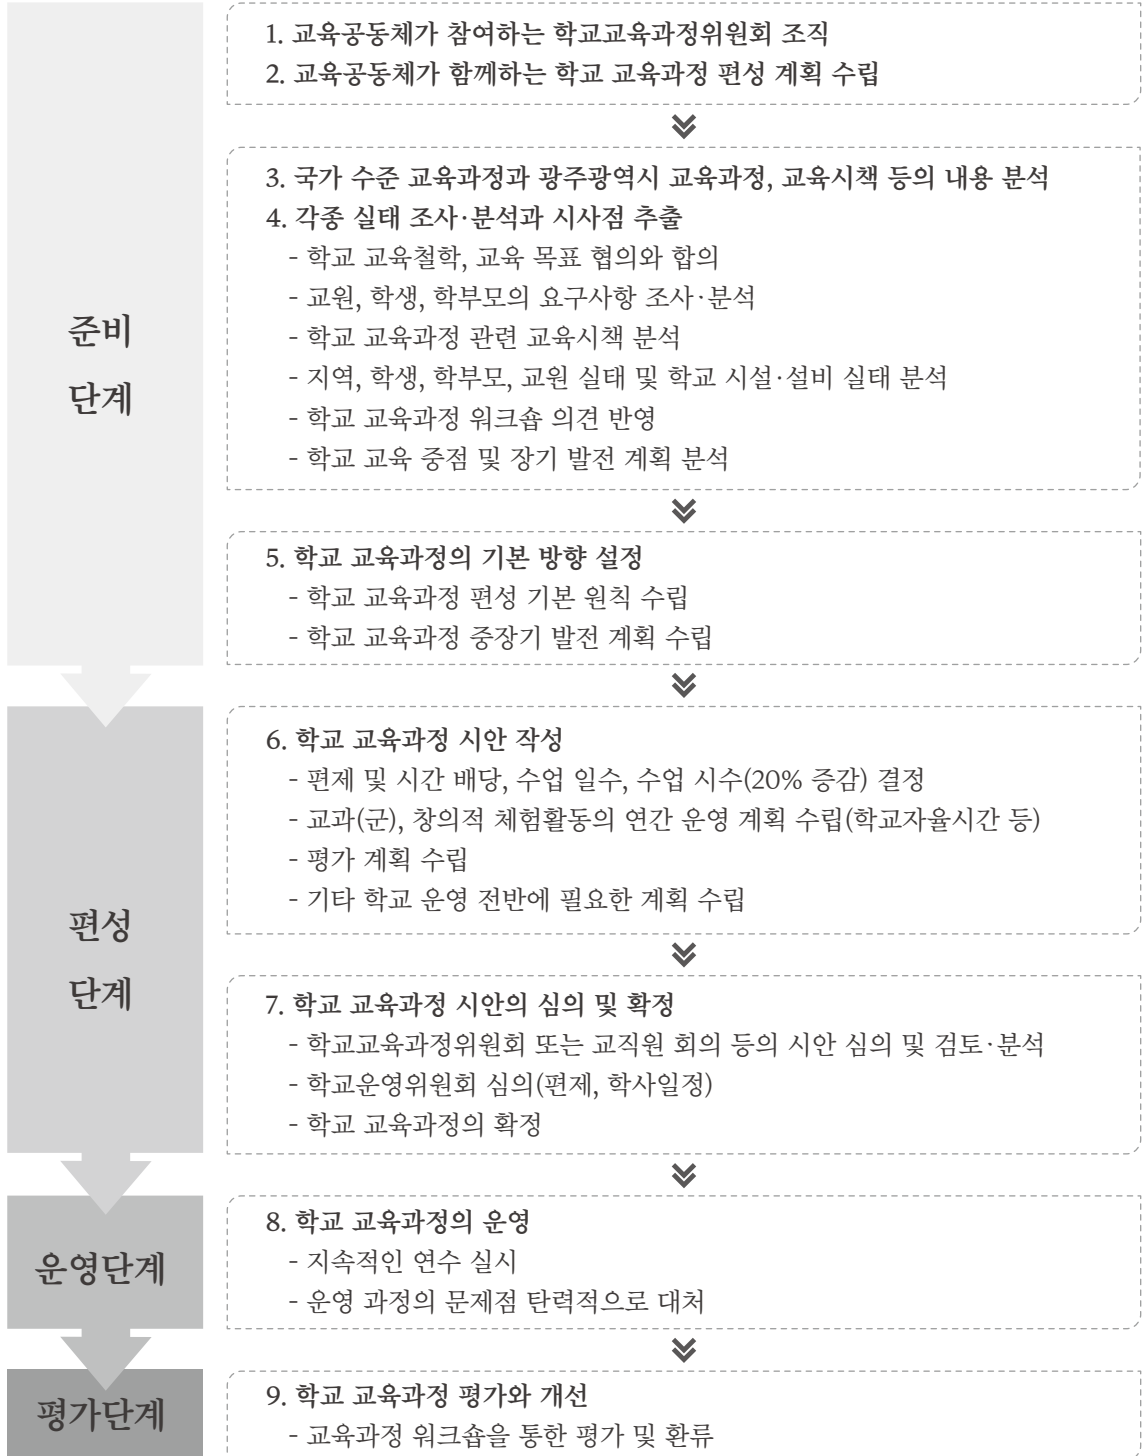 준비
단계
1. 교육공동체가 참여하는 학교교육과정위원회 조직
2. 교육공동체가 함께하는 학교 교육과정 편성 계획 수립
3. 국가 수준 교육과정과 광주광역시 교육과정, 교육시책 등의 내용 분석
4. 각종 실태 조사·분석과 시사점 추출
- 학교 교육철학, 교육 목표 협의와 합의
- 교원, 학생, 학부모의 요구사항 조사·분석
- 학교 교육과정 관련 교육시책 분석
- 지역, 학생, 학부모, 교원 실태 및 학교 시설·설비 실태 분석
- 학교 교육과정 워크숍 의견 반영
- 학교 교육 중점 및 장기 발전 계획 분석
5. 학교 교육과정의 기본 방향 설정
- 학교 교육과정 편성 기본 원칙 수립
- 학교 교육과정 중장기 발전 계획 수립
편성
단계
6. 학교 교육과정 시안 작성
- 편제 및 시간 배당, 수업 일수, 수업 시수(20% 증감) 결정
- 교과(군), 창의적 체험활동의 연간 운영 계획 수립(학교자율시간 등)
- 평가 계획 수립
- 기타 학교 운영 전반에 필요한 계획 수립
7. 학교 교육과정 시안의 심의 및 확정
- 학교교육과정위원회 또는 교직원 회의 등의 시안 심의 및 검토·분석
- 학교운영위원회 심의(편제, 학사일정)
- 학교 교육과정의 확정
운영단계
8. 학교 교육과정의 운영
- 지속적인 연수 실시
- 운영 과정의 문제점 탄력적으로 대처
평가단계
9. 학교 교육과정 평가와 개선
- 교육과정 워크숍을 통한 평가 및 환류